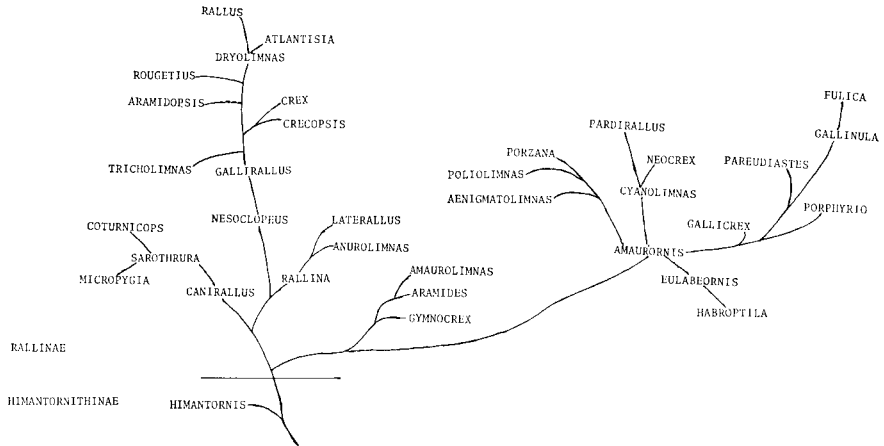 RALLUS
ATLANTISIA
DRYOLIMNAS
ROUGETIUS
ARAMIDOPSIS
CREX
CRECOPSIS
TRICHOLIMNAS
GALLIRALLUS
NESOCLOPEUS
LATERALLUS
ANUROLIMNAS
COTURNICOPS
SAROTHRURA
MICROPYGIA
CANIRALLUS
RALLINA
AMAUROLIMNAS
ARAMIDES
GYMNOCREX
PORZANA
POLIOLIMNAS
AENIGMATOLIMNAS
PARDIRALLUS
NEOCREX
CYANOLIMNAS
FULICA
GALLINULA
PAREUDIASTES
PORPHYRIO
GALLICREX
AMAURORNIS
EULABEORNIS
HABROPTILA
RALLINAE
HIMANTORNITHINAE
HIMANTORNIS